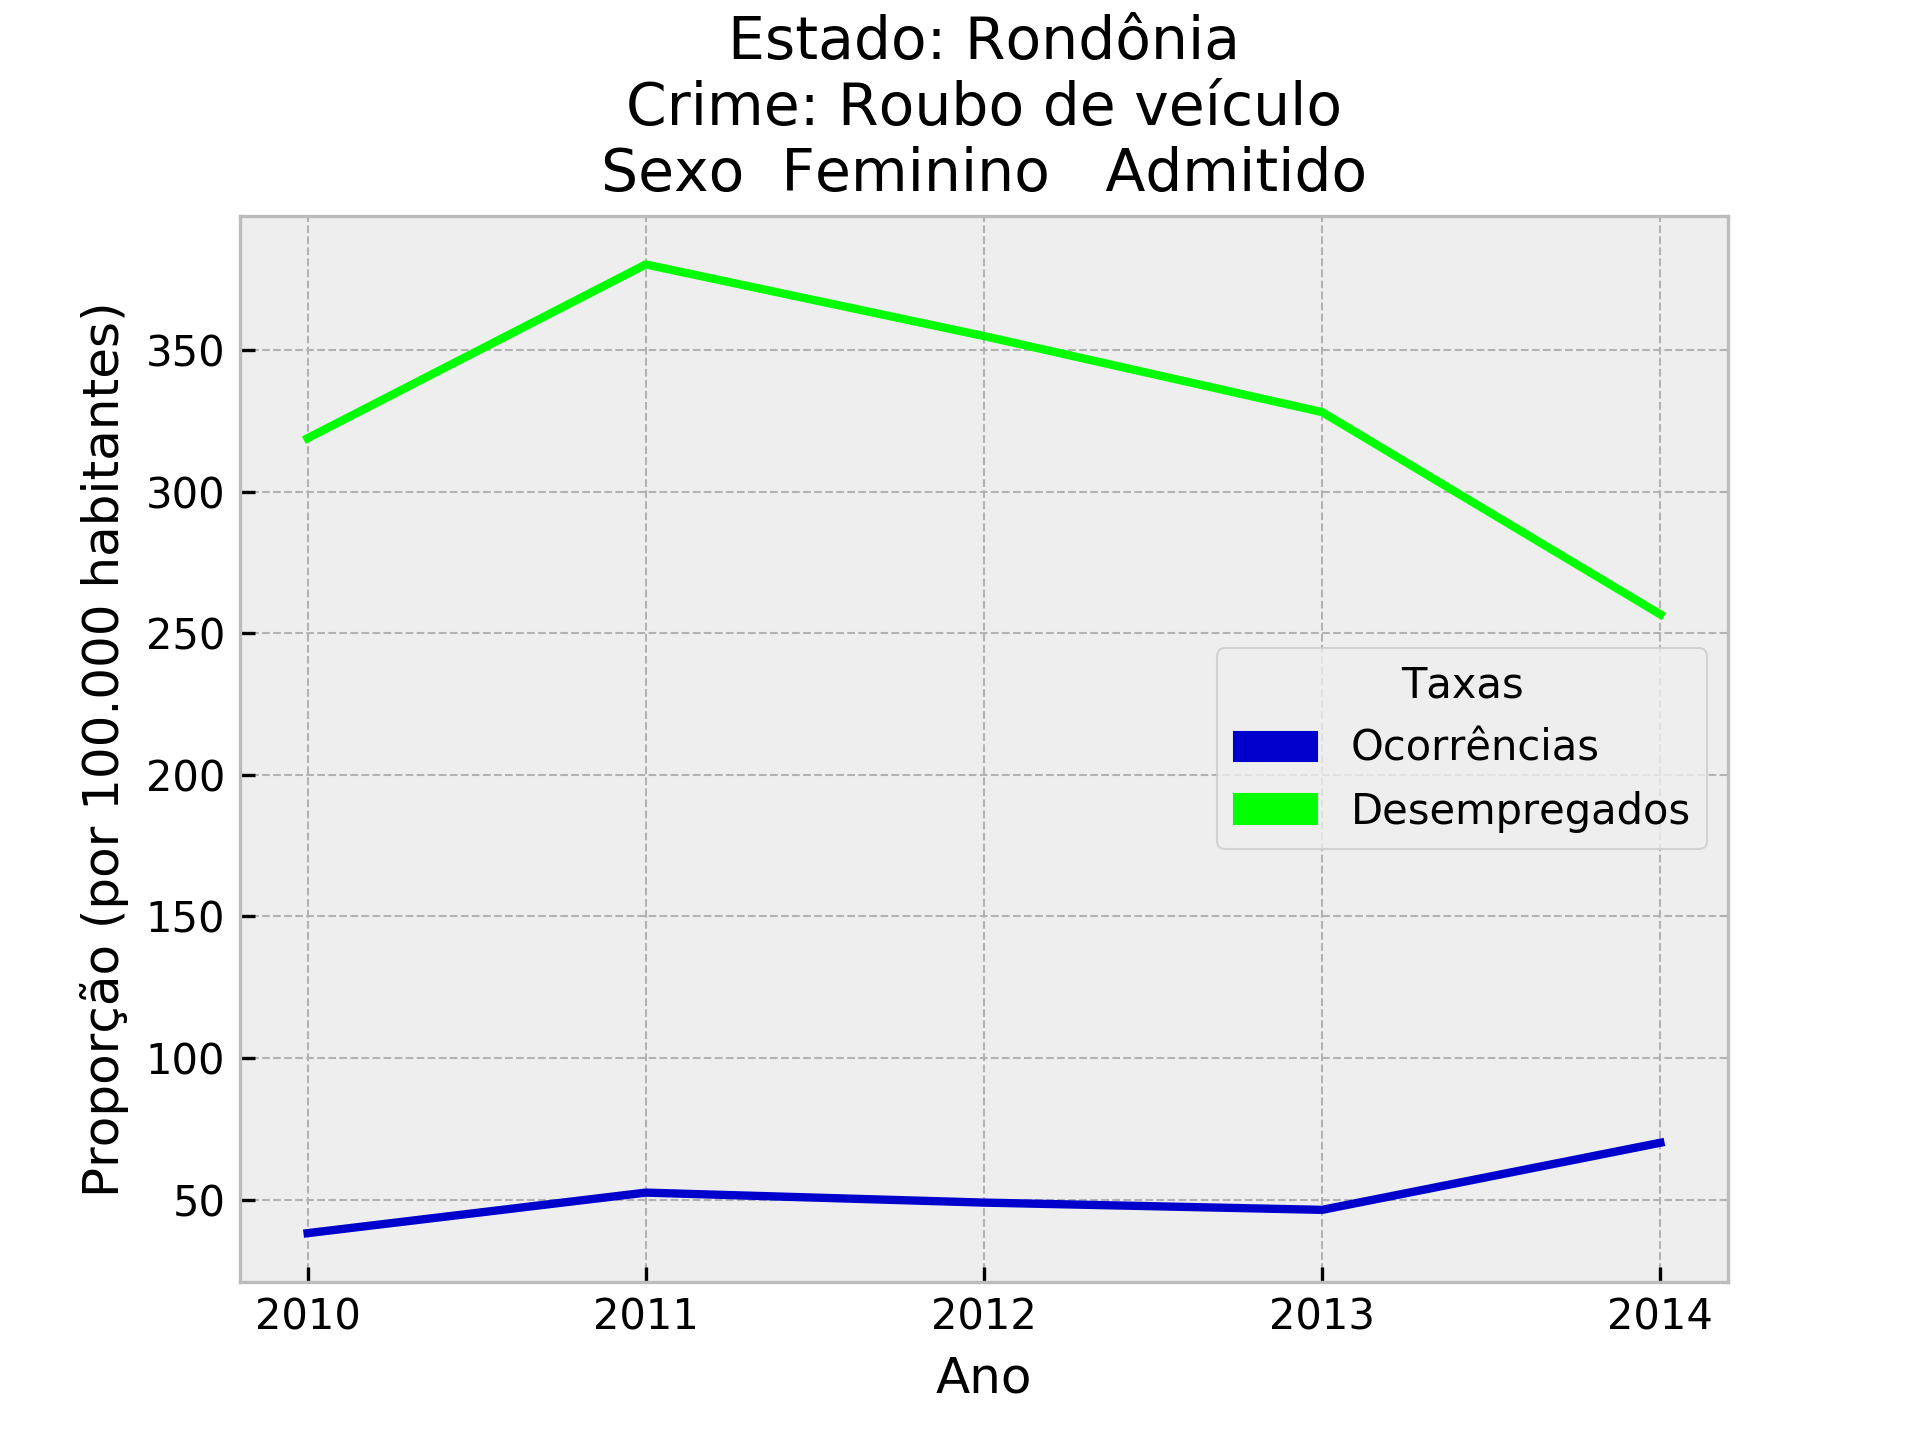 Estado: Rondônia
Crime: Roubo de veículo
Sexo  Feminino   Admitido
Proporção (por 100.000 habitantes)
350
300
250
200
150
100
50
Taxas
Ocorrências
Desempregados
2010
2011
2012
2013
2014
Ano